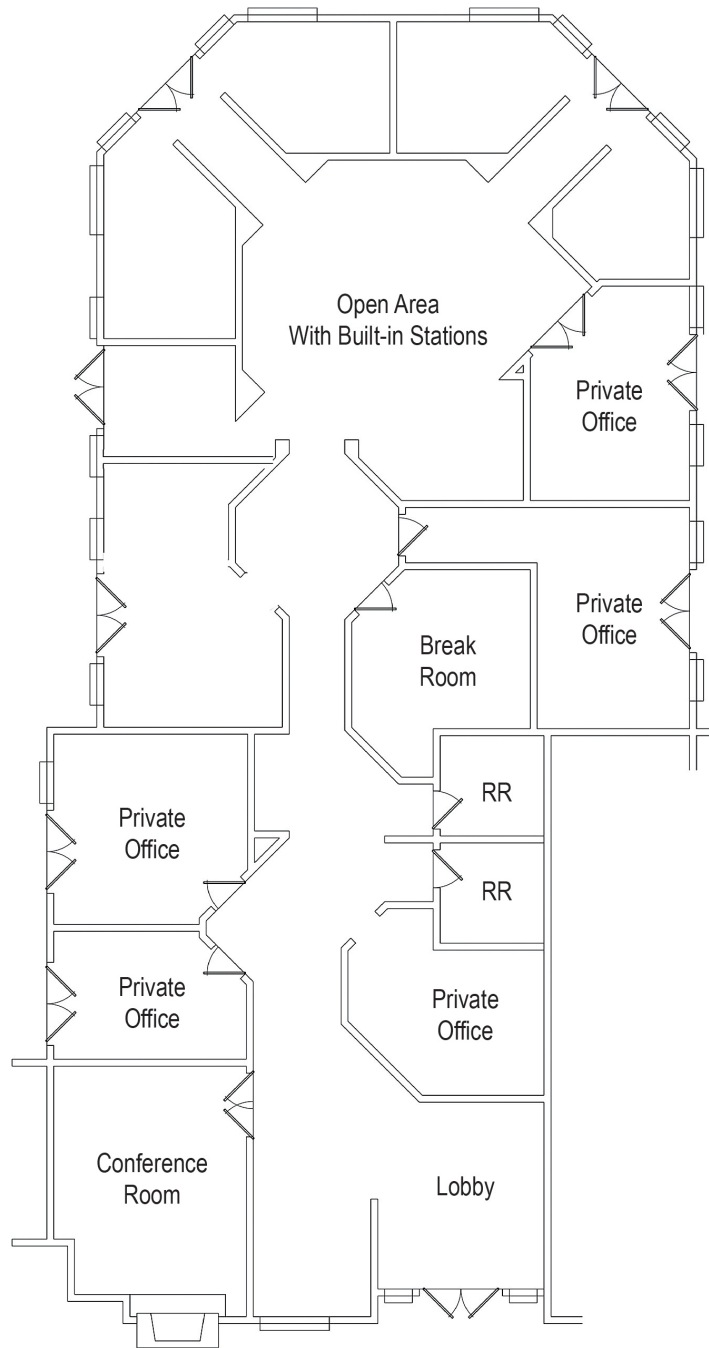 Open Area
With Built-in Stations
Private
Office
Private
Office
Break
Room
RR
Private
Office
RR
Private
Office
Private
Office
Conference
Room
Lobby